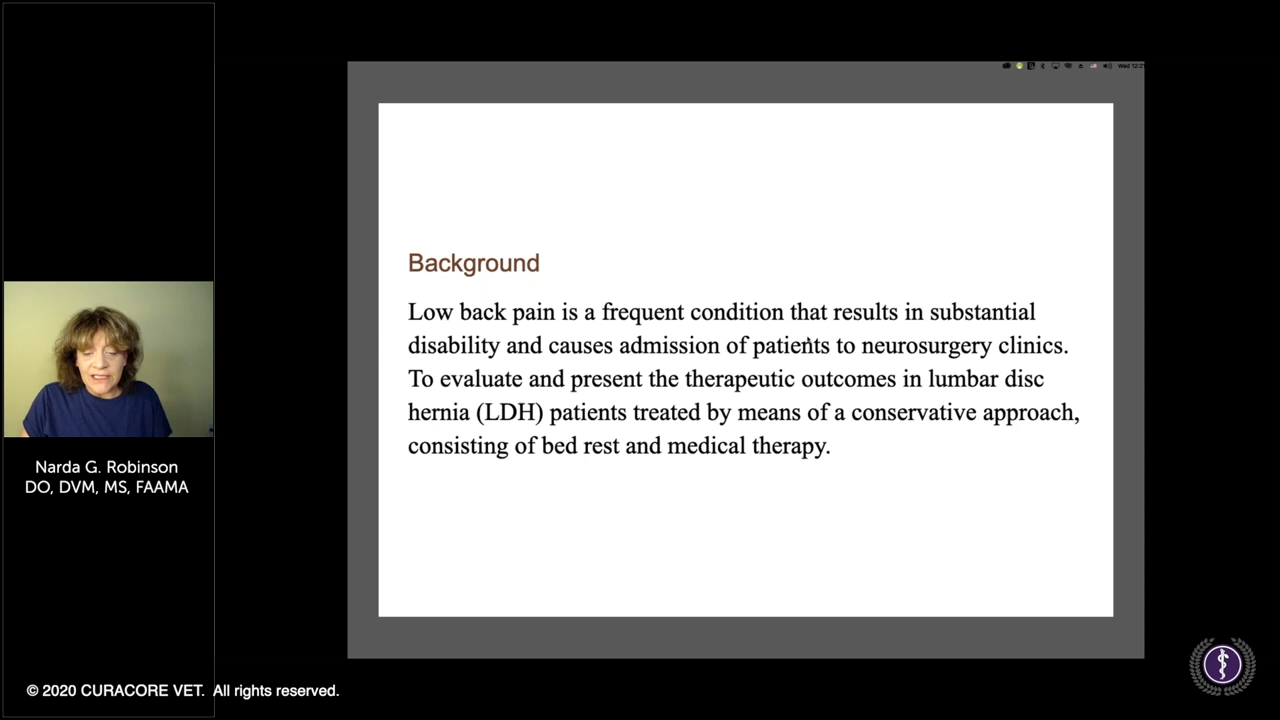 Wed 12:2
Background
Low back pain is a frequent condition that results in substantial
disability and causes admission of patients to neurosurgery clinics.
To evaluate and present the therapeutic outcomes in lumbar disc
hernia (LDH) patients treated by means of a conservative approach,
consisting of bed rest and medical therapy.
Narda G. Robinson
DO, DVM, MS, FAAMA
© 2020 CURACORE VET. All rights reserved.